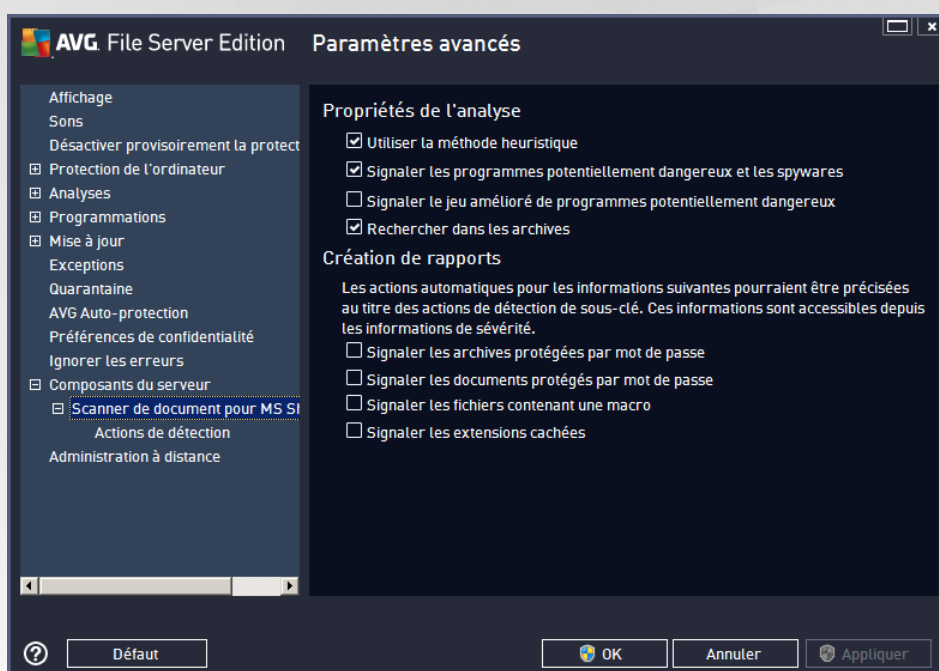 AVG. File Server Edition Paramètres avancés
Affichage
Sons
Désactiver provisoirement la protect
Protection de l'ordinateur
Analyses
Programmations
Mise à jour
Exceptions
Quarantaine
AVG Auto-protection
Préférences de confidentialité
Ignorer les erreurs
Composants du serveur
Scanner de document pour MS SI
Actions de détection
Administration à distance
Propriétés de l'analyse
Utiliser la méthode heuristique
Signaler les programmes potentiellement dangereux et les spywares
Signaler le jeu amélioré de programmes potentiellement dangereux
Rechercher dans les archives
Création de rapports
Les actions automatiques pour les informations suivantes pourraient être précisées
au titre des actions de détection de sous-clé. Ces informations sont accessibles depuis
les informations de sévérité.
Signaler les archives protégées par mot de passe
Signaler les documents protégés par mot de passe
Signaler les fichiers contenant une macro
Signaler les extensions cachées
Défaut
OK
Annuler
Appliquer